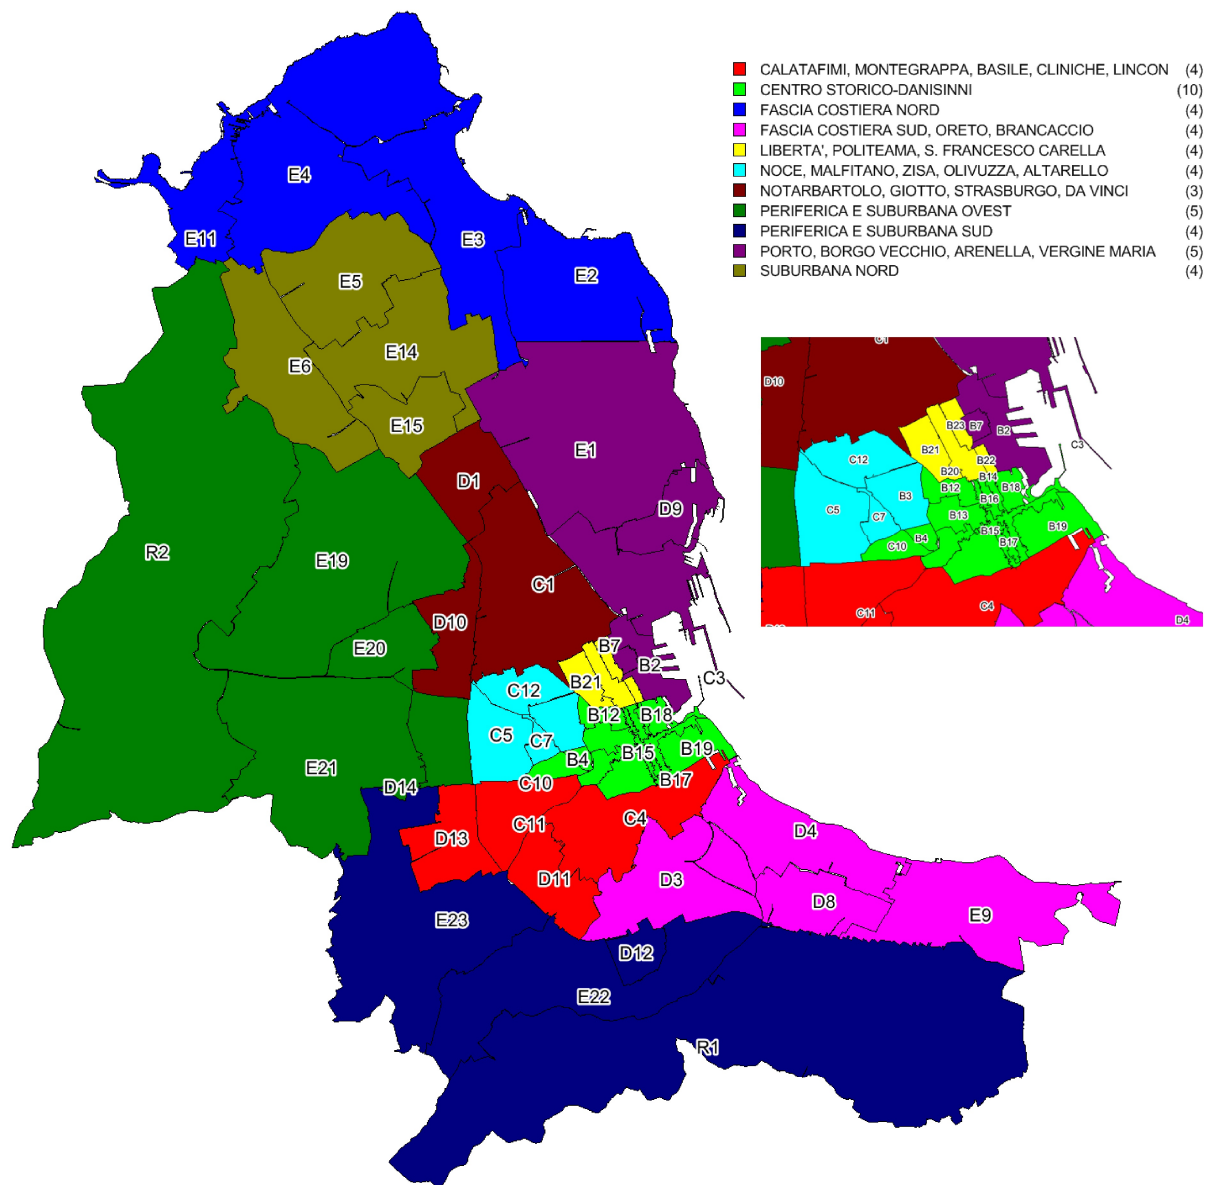 CALATAFIMI, MONTEGRAPPA, BASILE, CLINICHE, LINCON (4)
CENTRO STORICO-DANISINNI (10)
FASCIA COSTIERA NORD (4)
FASCIA COSTIERA SUD, ORETO, BRANCACCIO (4)
LIBERTA', POLITEAMA, S. FRANCESCO CARELLA (4)
NOCE, MALFITANO, ZISA, OLIVUZZA, ALTARELLO (4)
NOTARBARTOLO, GIOTTO, STRASBURGO, DA VINCI (3)
PERIFERICA E SUBURBANA OVEST (5)
PERIFERICA E SUBURBANA SUD (4)
PORTO, BORGO VECCHIO, ARENELLA, VERGINE MARIA (5)
SUBURBANA NORD (4)
E4
E11
E3
E2
E5
E14
E6
E15
E1
D1
D9
R2
E19
C1
D10
E20
B7
B2
C3
C12
B21
B12
B18
C5
C7
B4
B15
B19
B17
C10
E21
D14
C11
C4
D13
D11
D3
D4
D8
E9
E23
D12
E22
R1
C1
D10
B23
B7
B2
C3
B21
B22
C12
B20
B14
B12
B18
B3
B16
C5
C7
B13
B15
B19
B4
B17
C10
C11
C4
D13
D4